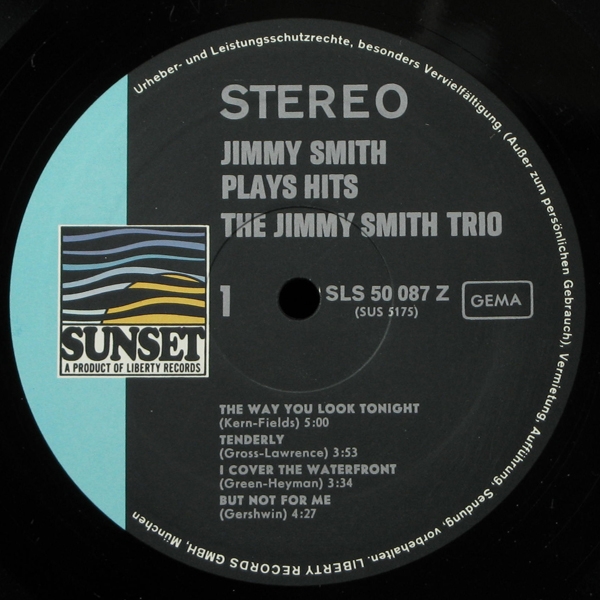 Urheber- und Leistungsschutzrechte, besonders Vervielfältigung, (Außer zum persönlichen Gebrauch), Vermietung, Aufführung, Sendung, vorbehalten. LIBERTY RECORDS GMBH, München
STEREO
JIMMY SMITH
PLAYS HITS
THE JIMMY SMITH TRIO
1
SLS 50 087 Z
(SUS 5175)
GEMA
SUNSET
A PRODUCT OF LIBERTY RECORDS
THE WAY YOU LOOK TONIGHT
(Kern-Fields) 5:00
TENDERLY
(Gross-Lawrence) 3:53
I COVER THE WATERFRONT
(Green-Heyman) 3:34
BUT NOT FOR ME
(Gershwin) 4:27